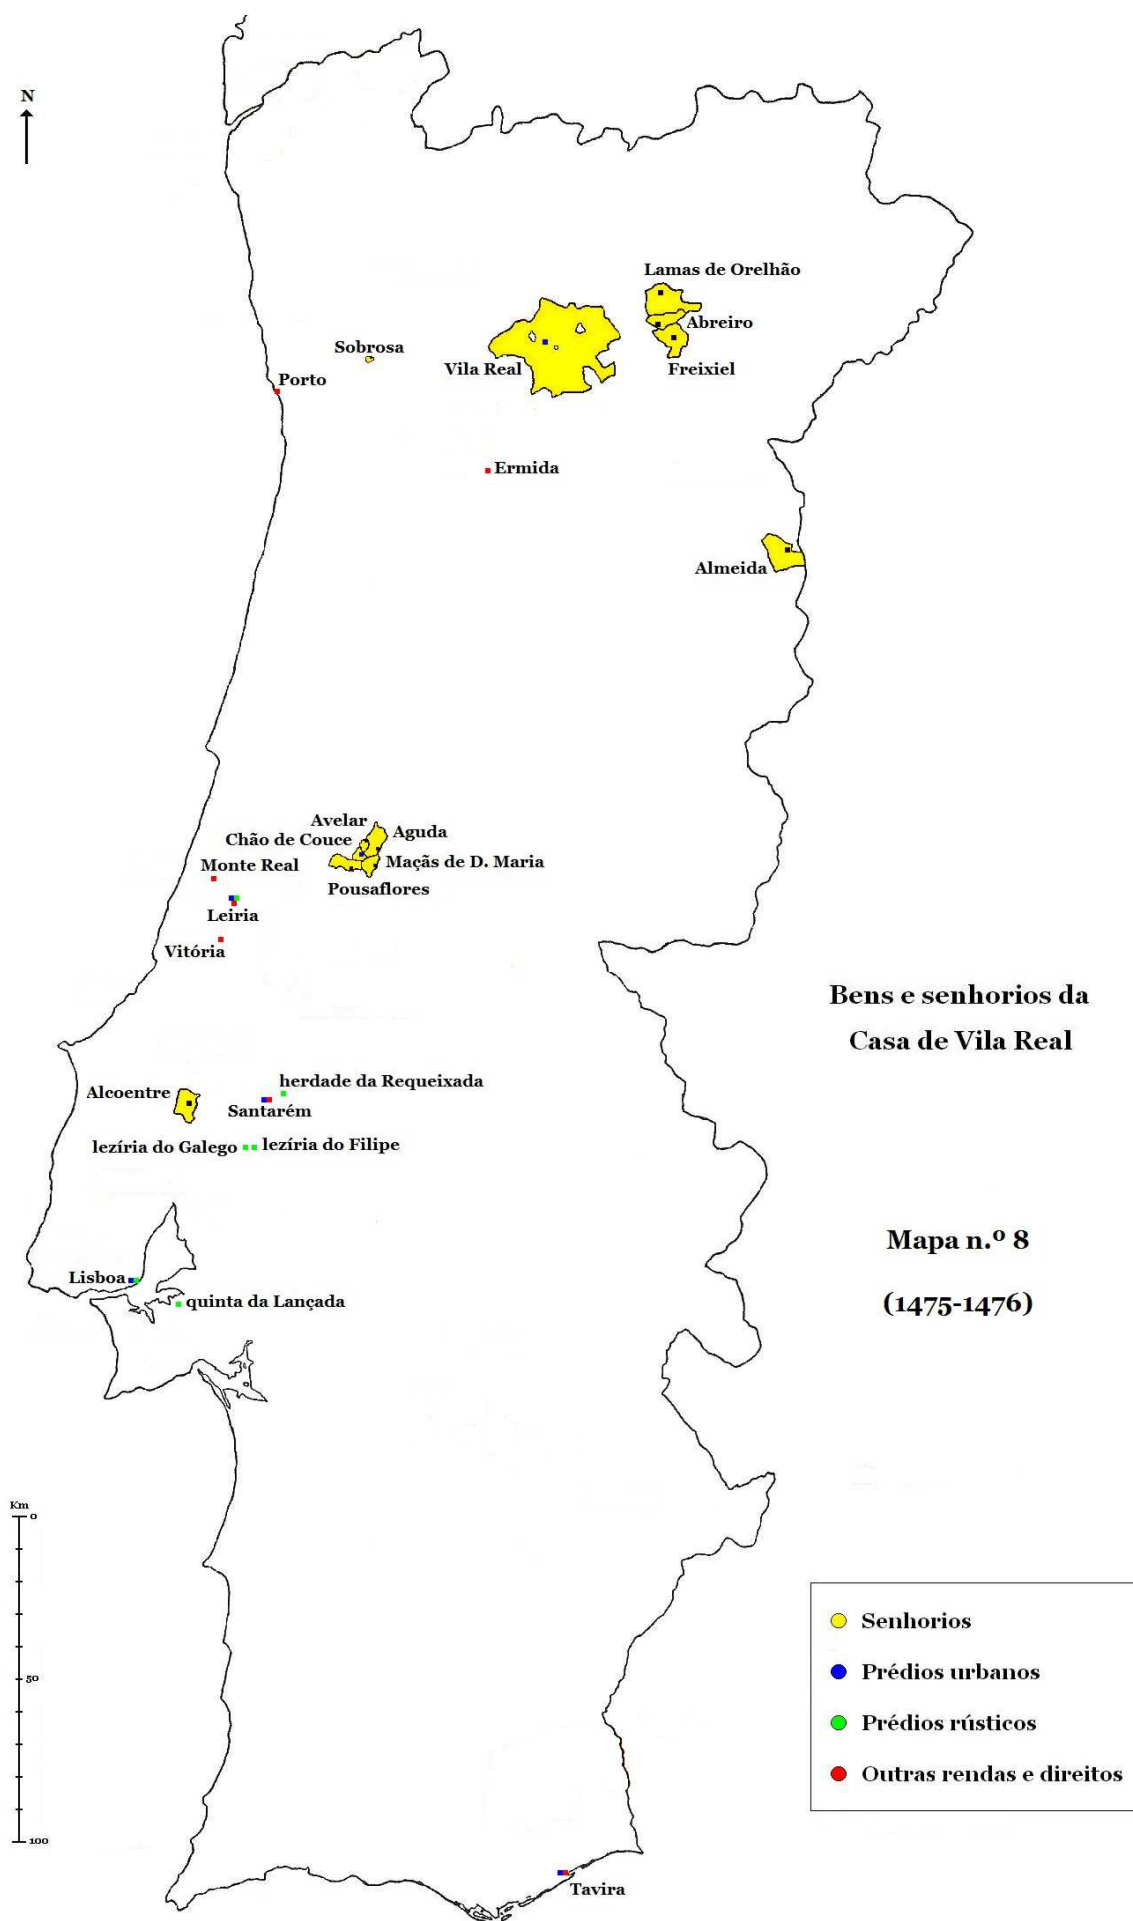 N
Lamas de Orelhão
Abreiro
Sobrosa
Vila Real
Freixiel
Porto
Ermida
Almeida
Avelar
Aguda
Chão de Couce
Maçãs de D. Maria
Monte Real
Pousaflores
Leiria
Vitória
Bens e senhorios da
Casa de Vila Real
herdade da Requeixada
Alcoentre
Santarém
lezíria do Galego
lezíria do Filipe
Mapa n.º 8
(1475-1476)
Lisboa
quinta da Lançada
Km
0
50
100
Senhorios
Prédios urbanos
Prédios rústicos
Outras rendas e direitos
Tavira